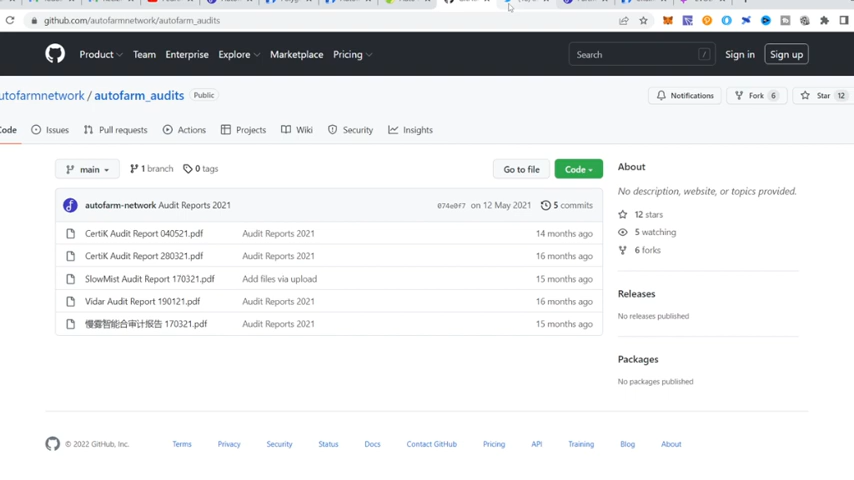 github.com/autofarmnetwork/autofarm_audits
Product Team Enterprise Explore Marketplace Pricing Search / Sign in Sign up
utofarmnetwork / autofarm_audits Public Notifications Fork 6 Star 12
Code Issues Pull requests Actions Projects Wiki Security Insights
main 1 branch 0 tags Go to file Code About
No description, website, or topics provided.
autofarm-network Audit Reports 2021 074e0f7 on 12 May 2021 5 commits
12 stars
CertiK Audit Report 040521.pdf Audit Reports 2021 14 months ago
5 watching
6 forks
CertiK Audit Report 280321.pdf Audit Reports 2021 16 months ago
SlowMist Audit Report 170321.pdf Add files via upload 15 months ago
Releases
Vidar Audit Report 190121.pdf Audit Reports 2021 16 months ago
No releases published
慢雾智能合审计报告 170321.pdf Audit Reports 2021 15 months ago
Packages
No packages published
© 2022 GitHub, Inc. Terms Privacy Security Status Docs Contact GitHub Pricing API Training Blog About